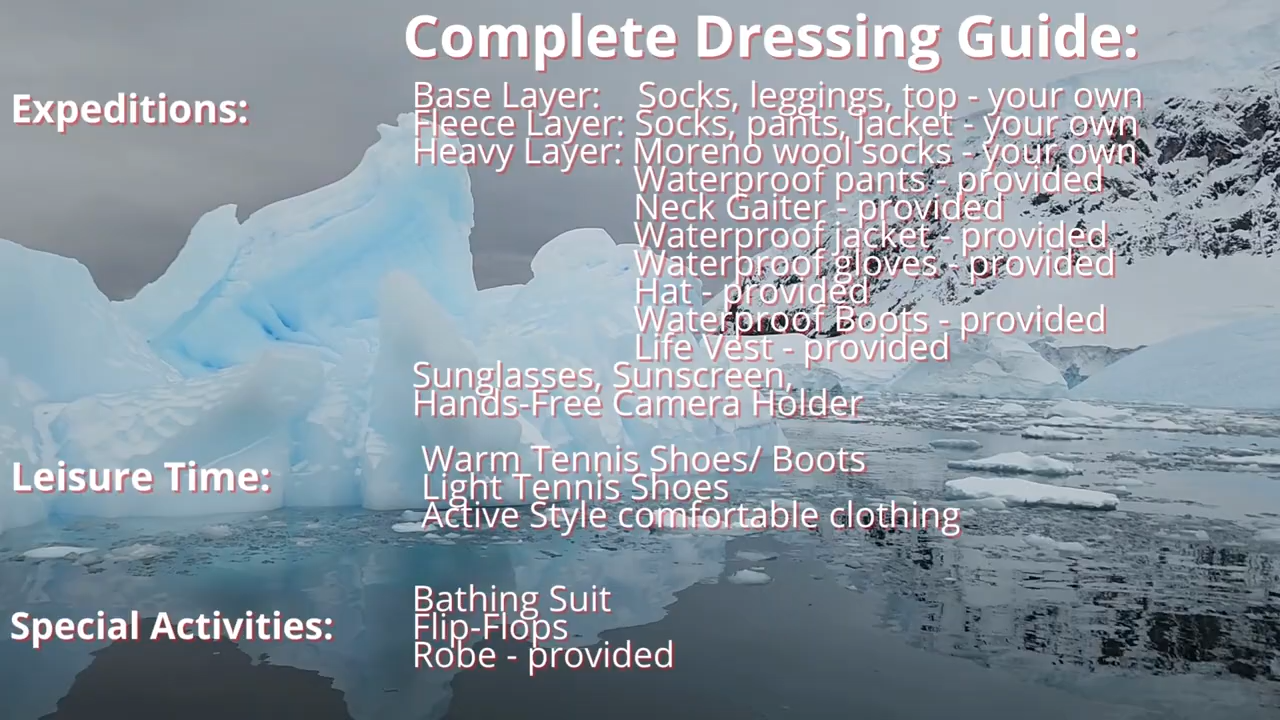 Complete Dressing Guide:
Expeditions:
Base Layer: Socks, leggings, top - your own
Fleece Layer: Socks, pants, jacket - your own
Heavy Layer: Moreno wool socks - your own
Waterproof pants - provided
Neck Gaiter - provided
Waterproof jacket - provided
Waterproof gloves - provided
Hat - provided
Waterproof Boots - provided
Life Vest - provided
Sunglasses, Sunscreen,
Hands-Free Camera Holder
Leisure Time:
Warm Tennis Shoes/ Boots
Light Tennis Shoes
Active Style comfortable clothing
Special Activities:
Bathing Suit
Flip-Flops
Robe - provided